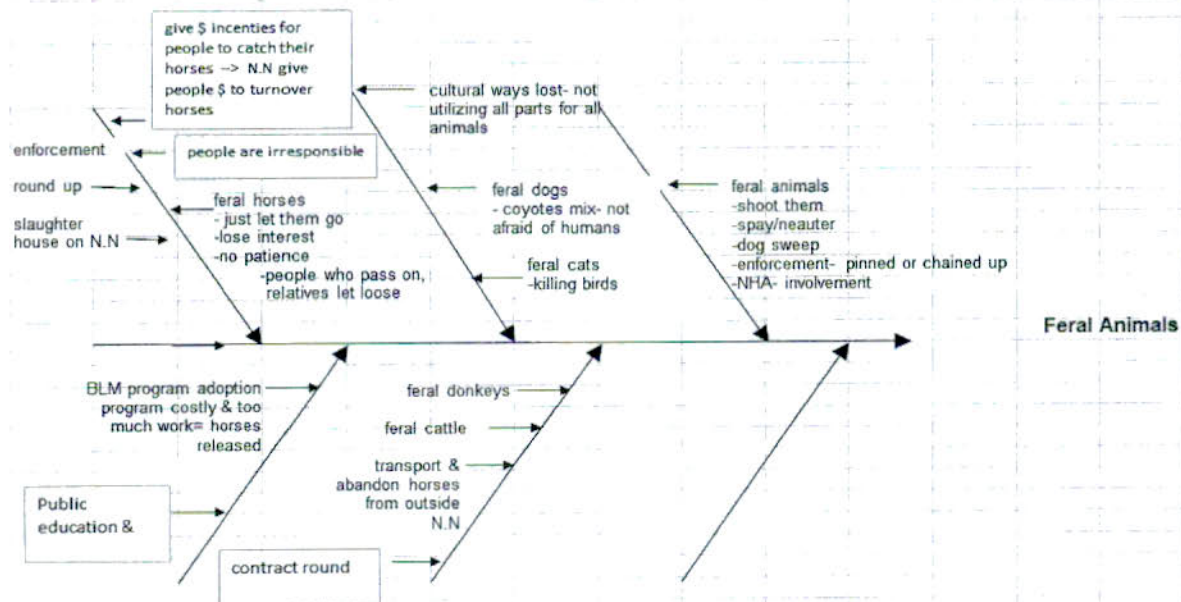 give $ incenties for
people to catch their
horses --> N.N give
people $ to turnover
horses
enforcement
people are irresponsible
round up
slaughter
house on N.N
feral horses
- just let them go
-lose interest
-no patience
-people who pass on,
relatives let loose
cultural ways lost- not
utilizing all parts for all
animals
feral dogs
- coyotes mix- not
afraid of humans
feral cats
-killing birds
feral animals
-shoot them
-spay/neauter
-dog sweep
-enforcement- pinned or chained up
-NHA- involvement
Feral Animals
BLM program adoption
program costly & too
much work= horses
released
Public
education &
feral donkeys
feral cattle
transport &
abandon horses
from outside
N.N
contract round